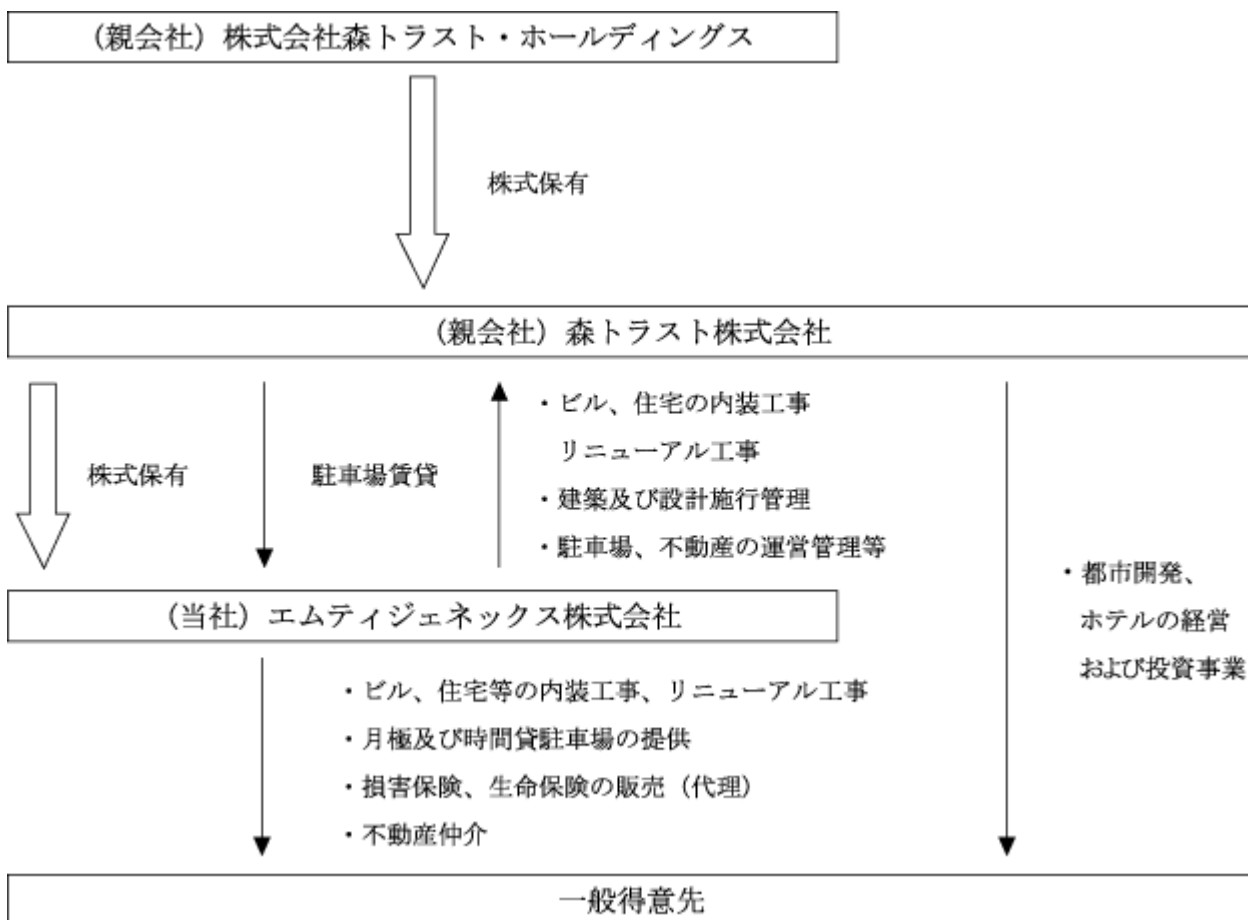 （親会社）株式会社森トラスト・ホールディングス
株式保有
（親会社）森トラスト株式会社
株式保有
駐車場賃貸
・ビル、住宅の内装工事
リニューアル工事
・建築及び設計施行管理
・駐車場、不動産の運営管理等
・都市開発、
ホテルの経営
および投資事業
（当社）エムティジェネックス株式会社
・ビル、住宅等の内装工事、リニューアル工事
・月極及び時間貸駐車場の提供
・損害保険、生命保険の販売（代理）
・不動産仲介
一般得意先